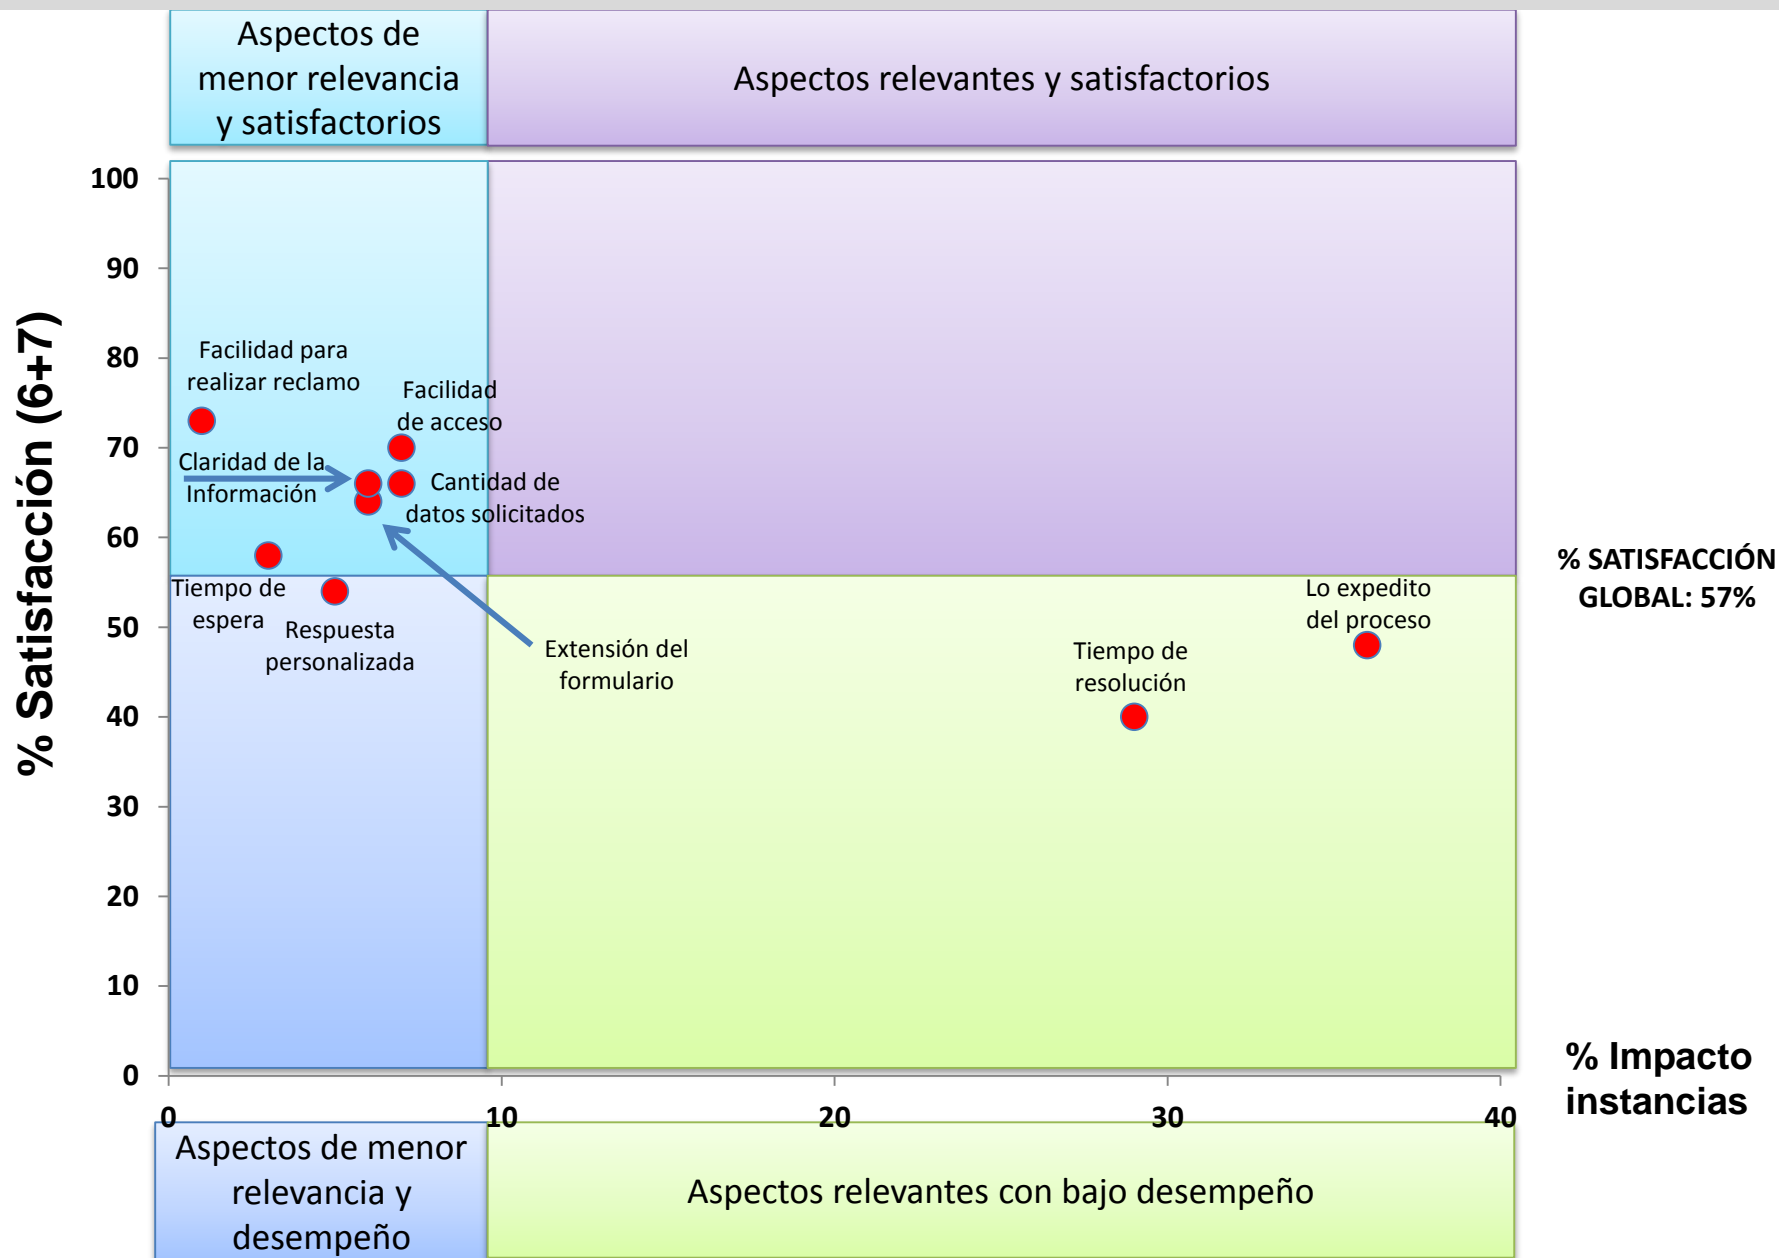 Aspectos de
menor relevancia
y satisfactorios
Aspectos relevantes y satisfactorios
% Satisfacción (6+7)
100
90
80
70
60
50
40
30
20
10
0
Facilidad para
realizar reclamo
Facilidad
de acceso
Claridad de la
Información
Cantidad de
datos solicitados
Tiempo de
espera
Respuesta
personalizada
Extensión del
formulario
Tiempo de
resolución
Lo expedito
del proceso
% SATISFACCIÓN
GLOBAL: 57%
% Impacto
instancias
0
10
20
30
40
Aspectos de menor
relevancia y
desempeño
Aspectos relevantes con bajo desempeño